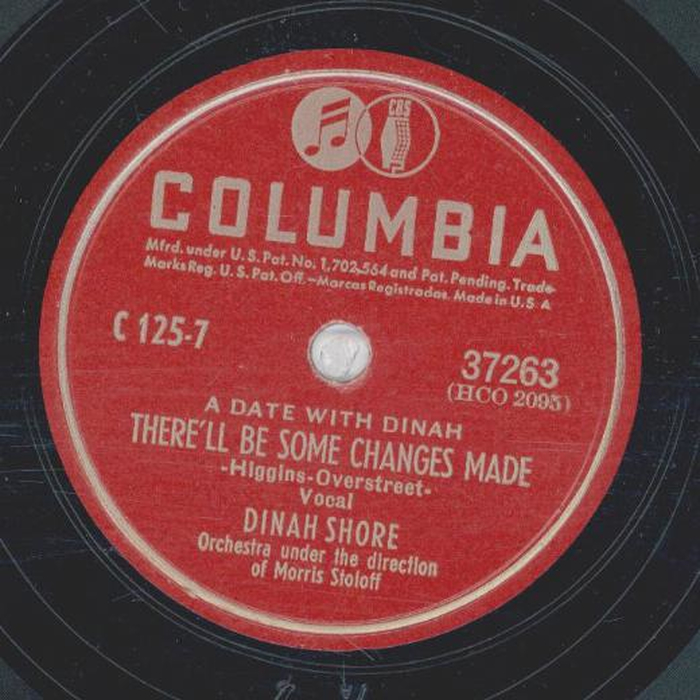 CBS
COLUMBIA
Mfrd. under U.S. Pat. No. 1,702,564 and Pat. Pending. Trade-
Marks Reg. U.S. Pat. Off.-Marcas Registradas. Made in U.S.A
C 125-7
37263
(HCO 2095)
A DATE WITH DINAH
THERE'LL BE SOME CHANGES MADE
-Higgins-Overstreet-
Vocal
DINAH SHORE
Orchestra under the direction
of Morris Stoloff